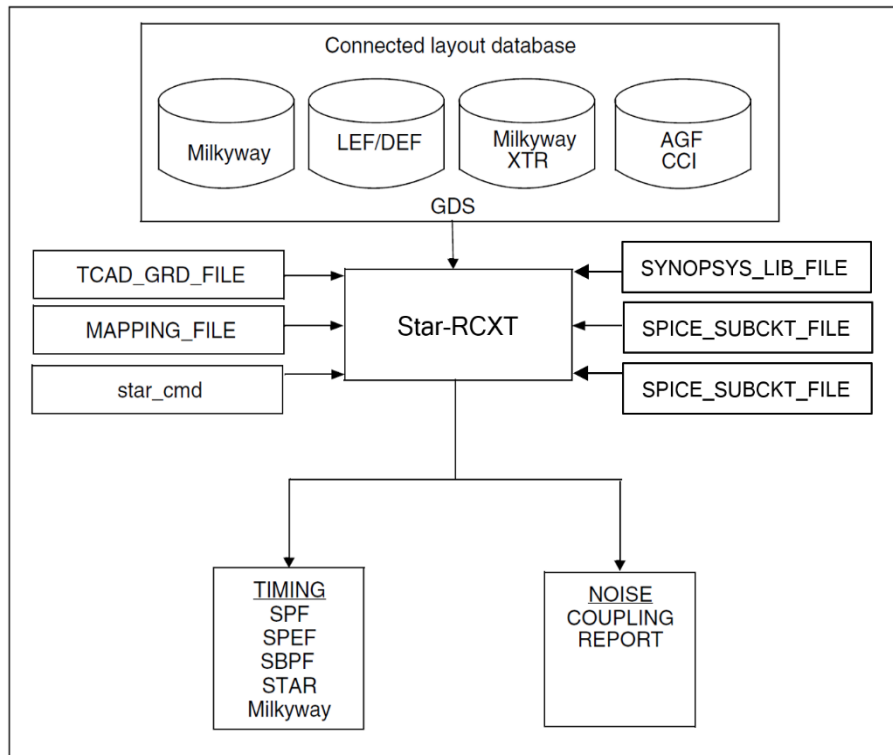 Connected layout database
Milkyway
LEF/DEF
Milkyway
XTR
AGF
CCI
GDS
TCAD_GRD_FILE
MAPPING_FILE
star_cmd
Star-RCXT
SYNOPSYS_LIB_FILE
SPICE_SUBCKT_FILE
SPICE_SUBCKT_FILE
TIMING
SPF
SPEF
SBPF
STAR
Milkyway
NOISE
COUPLING
REPORT